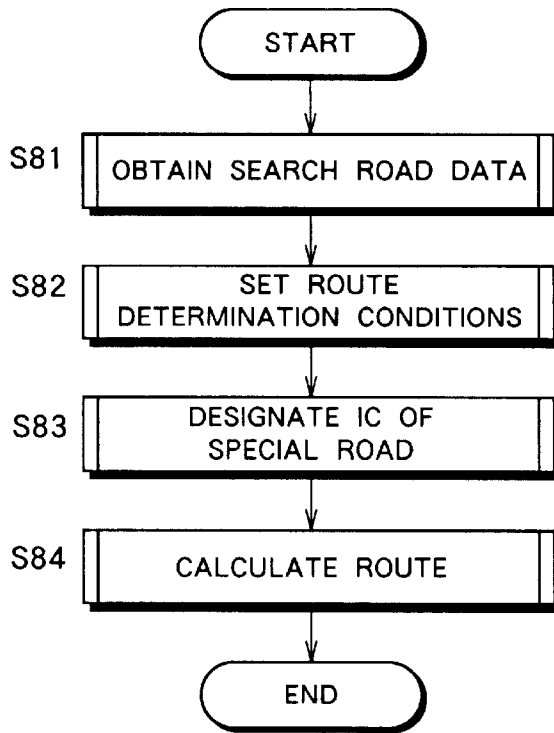 START
S81
OBTAIN SEARCH ROAD DATA
S82
SET ROUTE
DETERMINATION CONDITIONS
S83
DESIGNATE IC OF
SPECIAL ROAD
S84
CALCULATE ROUTE
END